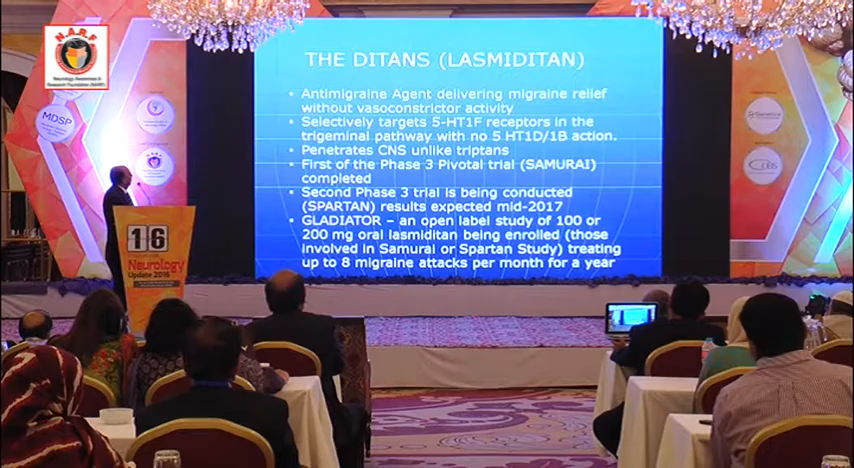 N.A.R.F
Neurology Awareness &
Research Foundation (NARF)
MDSP
THE DITANS (LASMIDITAN)
• Antimigraine Agent delivering migraine relief
without vasoconstrictor activity
• Selectively targets 5-HT1F receptors in the
trigeminal pathway with no 5 HT1D/1B action.
• Penetrates CNS unlike triptans
• First of the Phase 3 Pivotal trial (SAMURAI)
completed
• Second Phase 3 trial is being conducted
(SPARTAN) results expected mid-2017
• GLADIATOR – an open label study of 100 or
200 mg oral lasmiditan being enrolled (those
involved in Samurai or Spartan Study) treating
up to 8 migraine attacks per month for a year
16
Neurology
Update 2016